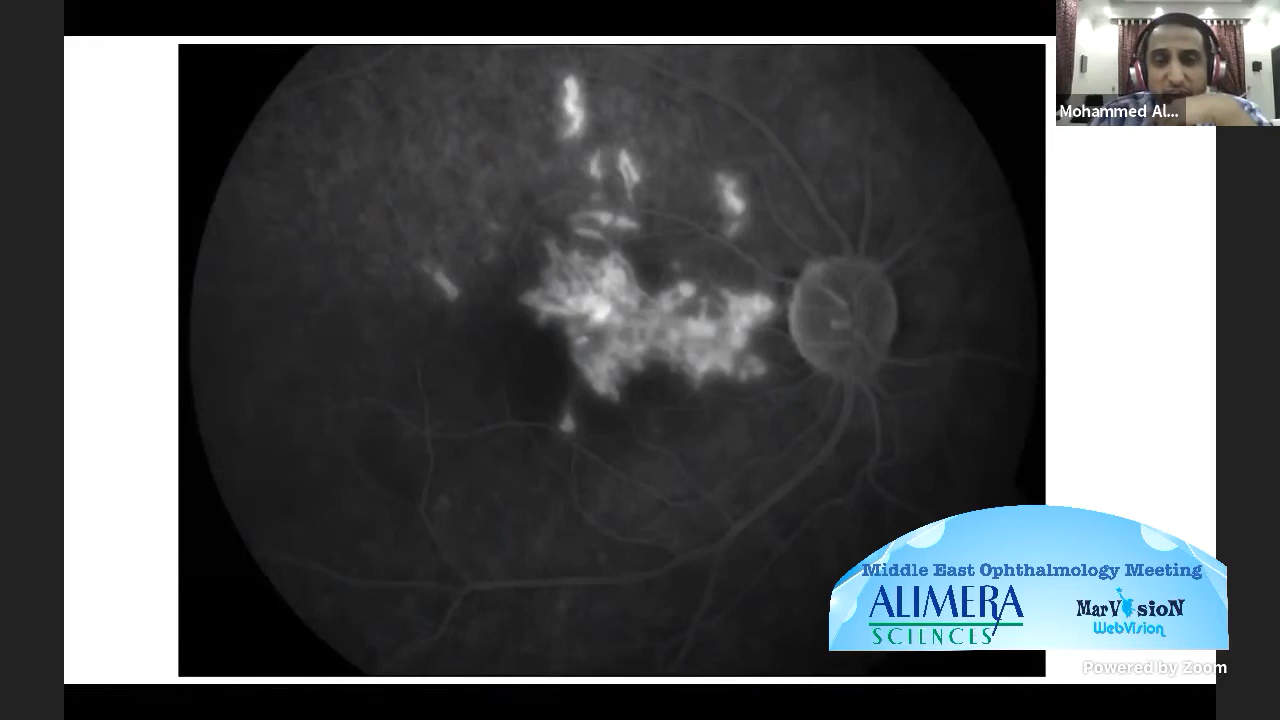 Mohammed Al...
Middle East Ophthalmology Meeting
ALIMERA
SCIENCES
MarVisioN
WebVision
Powered by Zoom